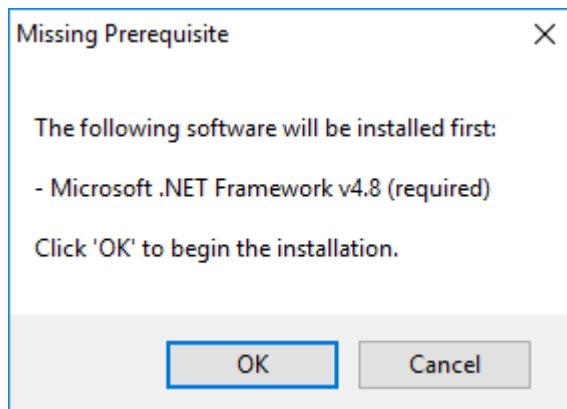 Missing Prerequisite
The following software will be installed first:
- Microsoft .NET Framework v4.8 (required)
Click 'OK' to begin the installation.
OK
Cancel